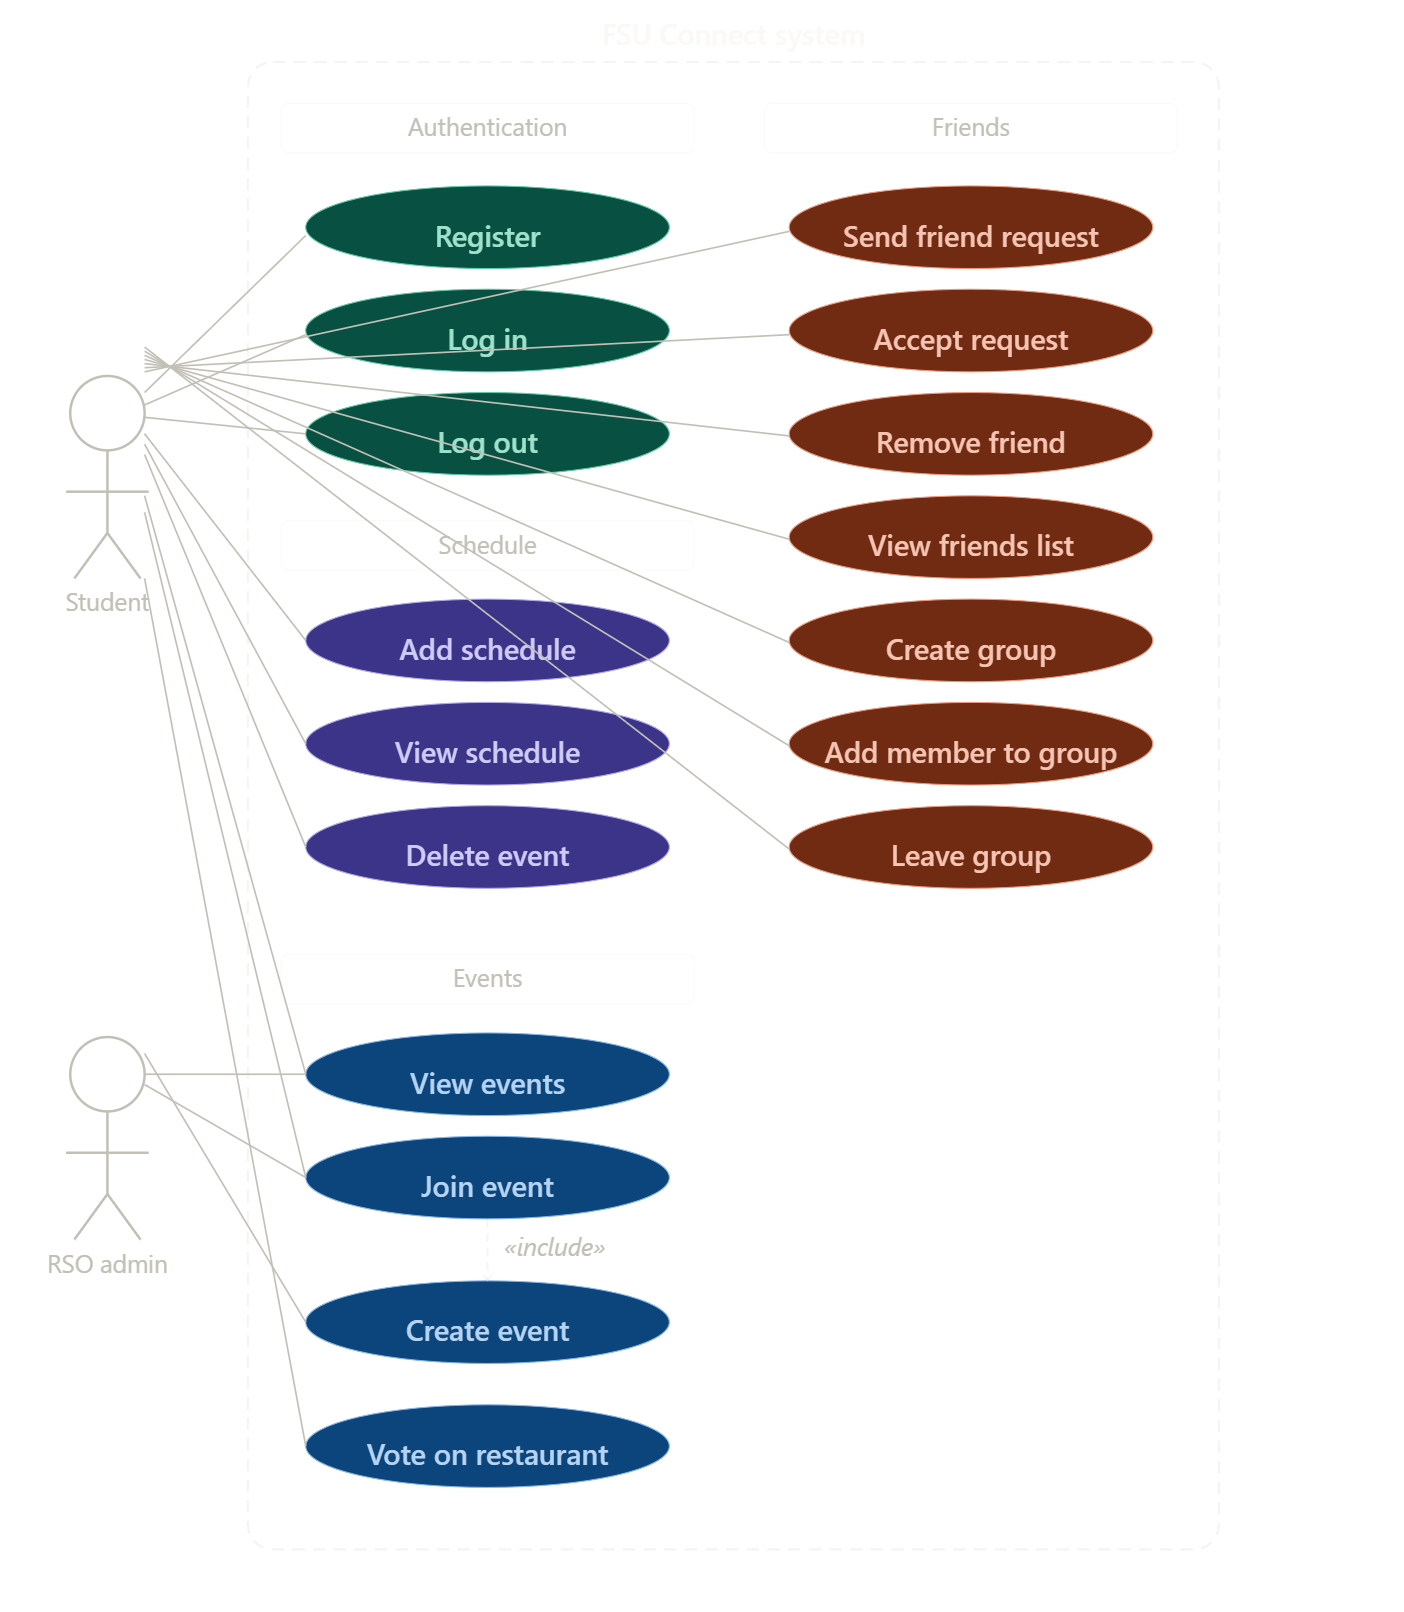 FSU Connect system
Authentication
Friends
Register
Send friend request
Log in
Accept request
Log out
Remove friend
Schedule
View friends list
Student
Add schedule
Create group
View schedule
Add member to group
Delete event
Leave group
Events
View events
Join event
«include»
RSO admin
Create event
Vote on restaurant